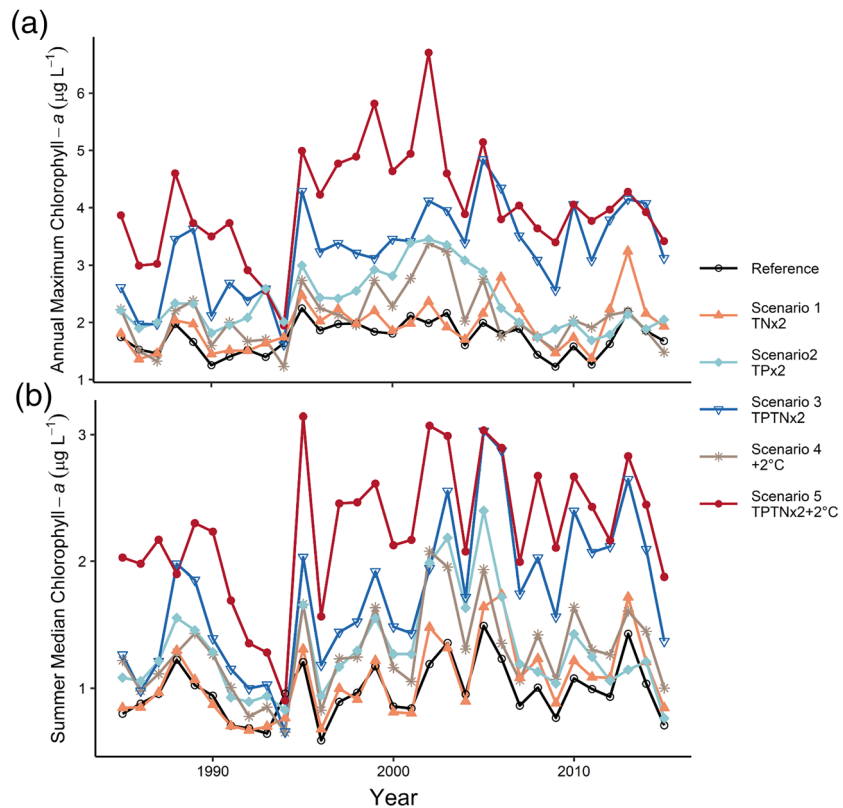 (a)
Annual Maximum Chlorophyll − a (μg L⁻¹)
6
5
4
3
2
1
(b)
Summer Median Chlorophyll − a (μg L⁻¹)
3
2
1
1990
2000
2010
Year
Reference
Scenario 1
TNx2
Scenario2
TPx2
Scenario 3
TPTNx2
Scenario 4
+2°C
Scenario 5
TPTNx2+2°C